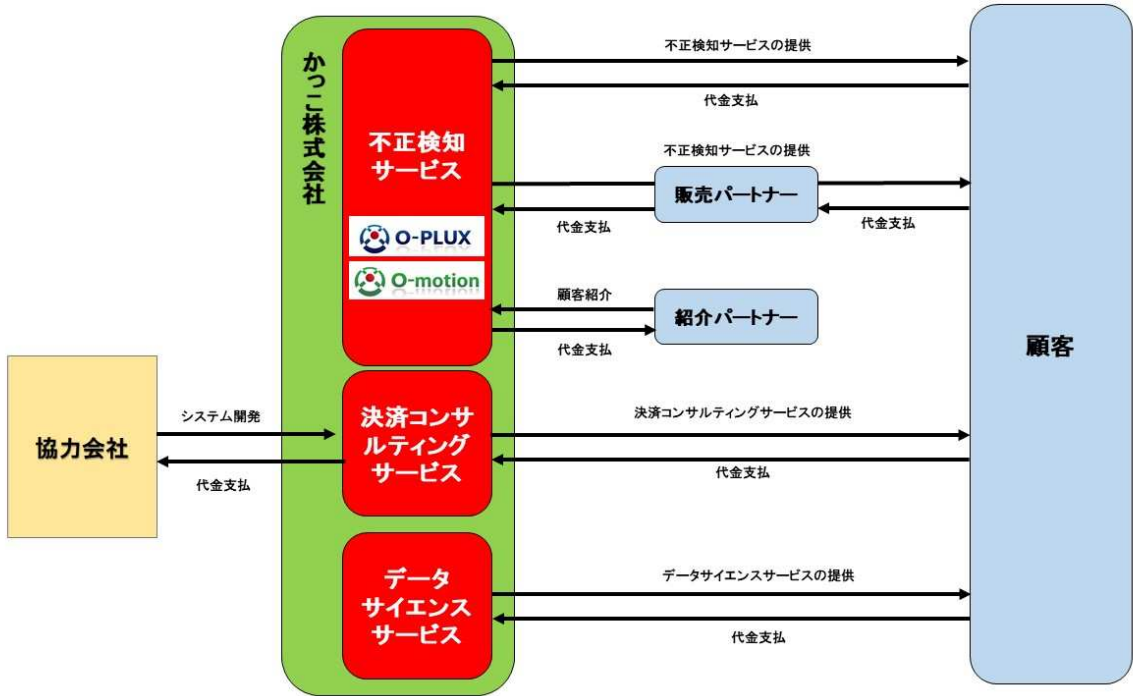 かっこ株式会社
不正検知
サービス
O-PLUX
O-motion
不正検知サービスの提供
代金支払
不正検知サービスの提供
販売パートナー
代金支払
代金支払
顧客紹介
紹介パートナー
代金支払
顧客
協力会社
システム開発
代金支払
決済コンサ
ルティング
サービス
決済コンサルティングサービスの提供
代金支払
データ
サイエンス
サービス
データサイエンスサービスの提供
代金支払